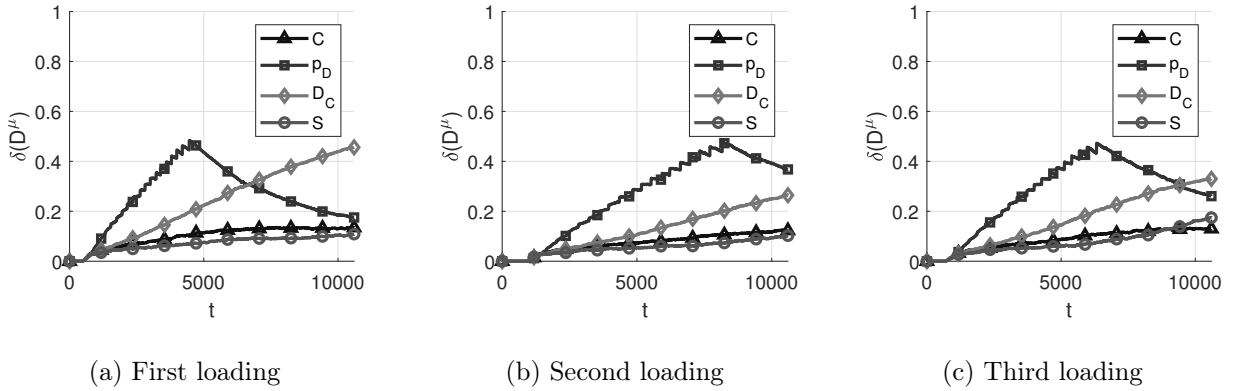 1
0.8
0.6
0.4
0.2
0
δ(D^μ)
C
p_D
D_C
S
0 5000 10000
t
(a) First loading
1
0.8
0.6
0.4
0.2
0
δ(D^μ)
C
p_D
D_C
S
0 5000 10000
t
(b) Second loading
1
0.8
0.6
0.4
0.2
0
δ(D^μ)
C
p_D
D_C
S
0 5000 10000
t
(c) Third loading